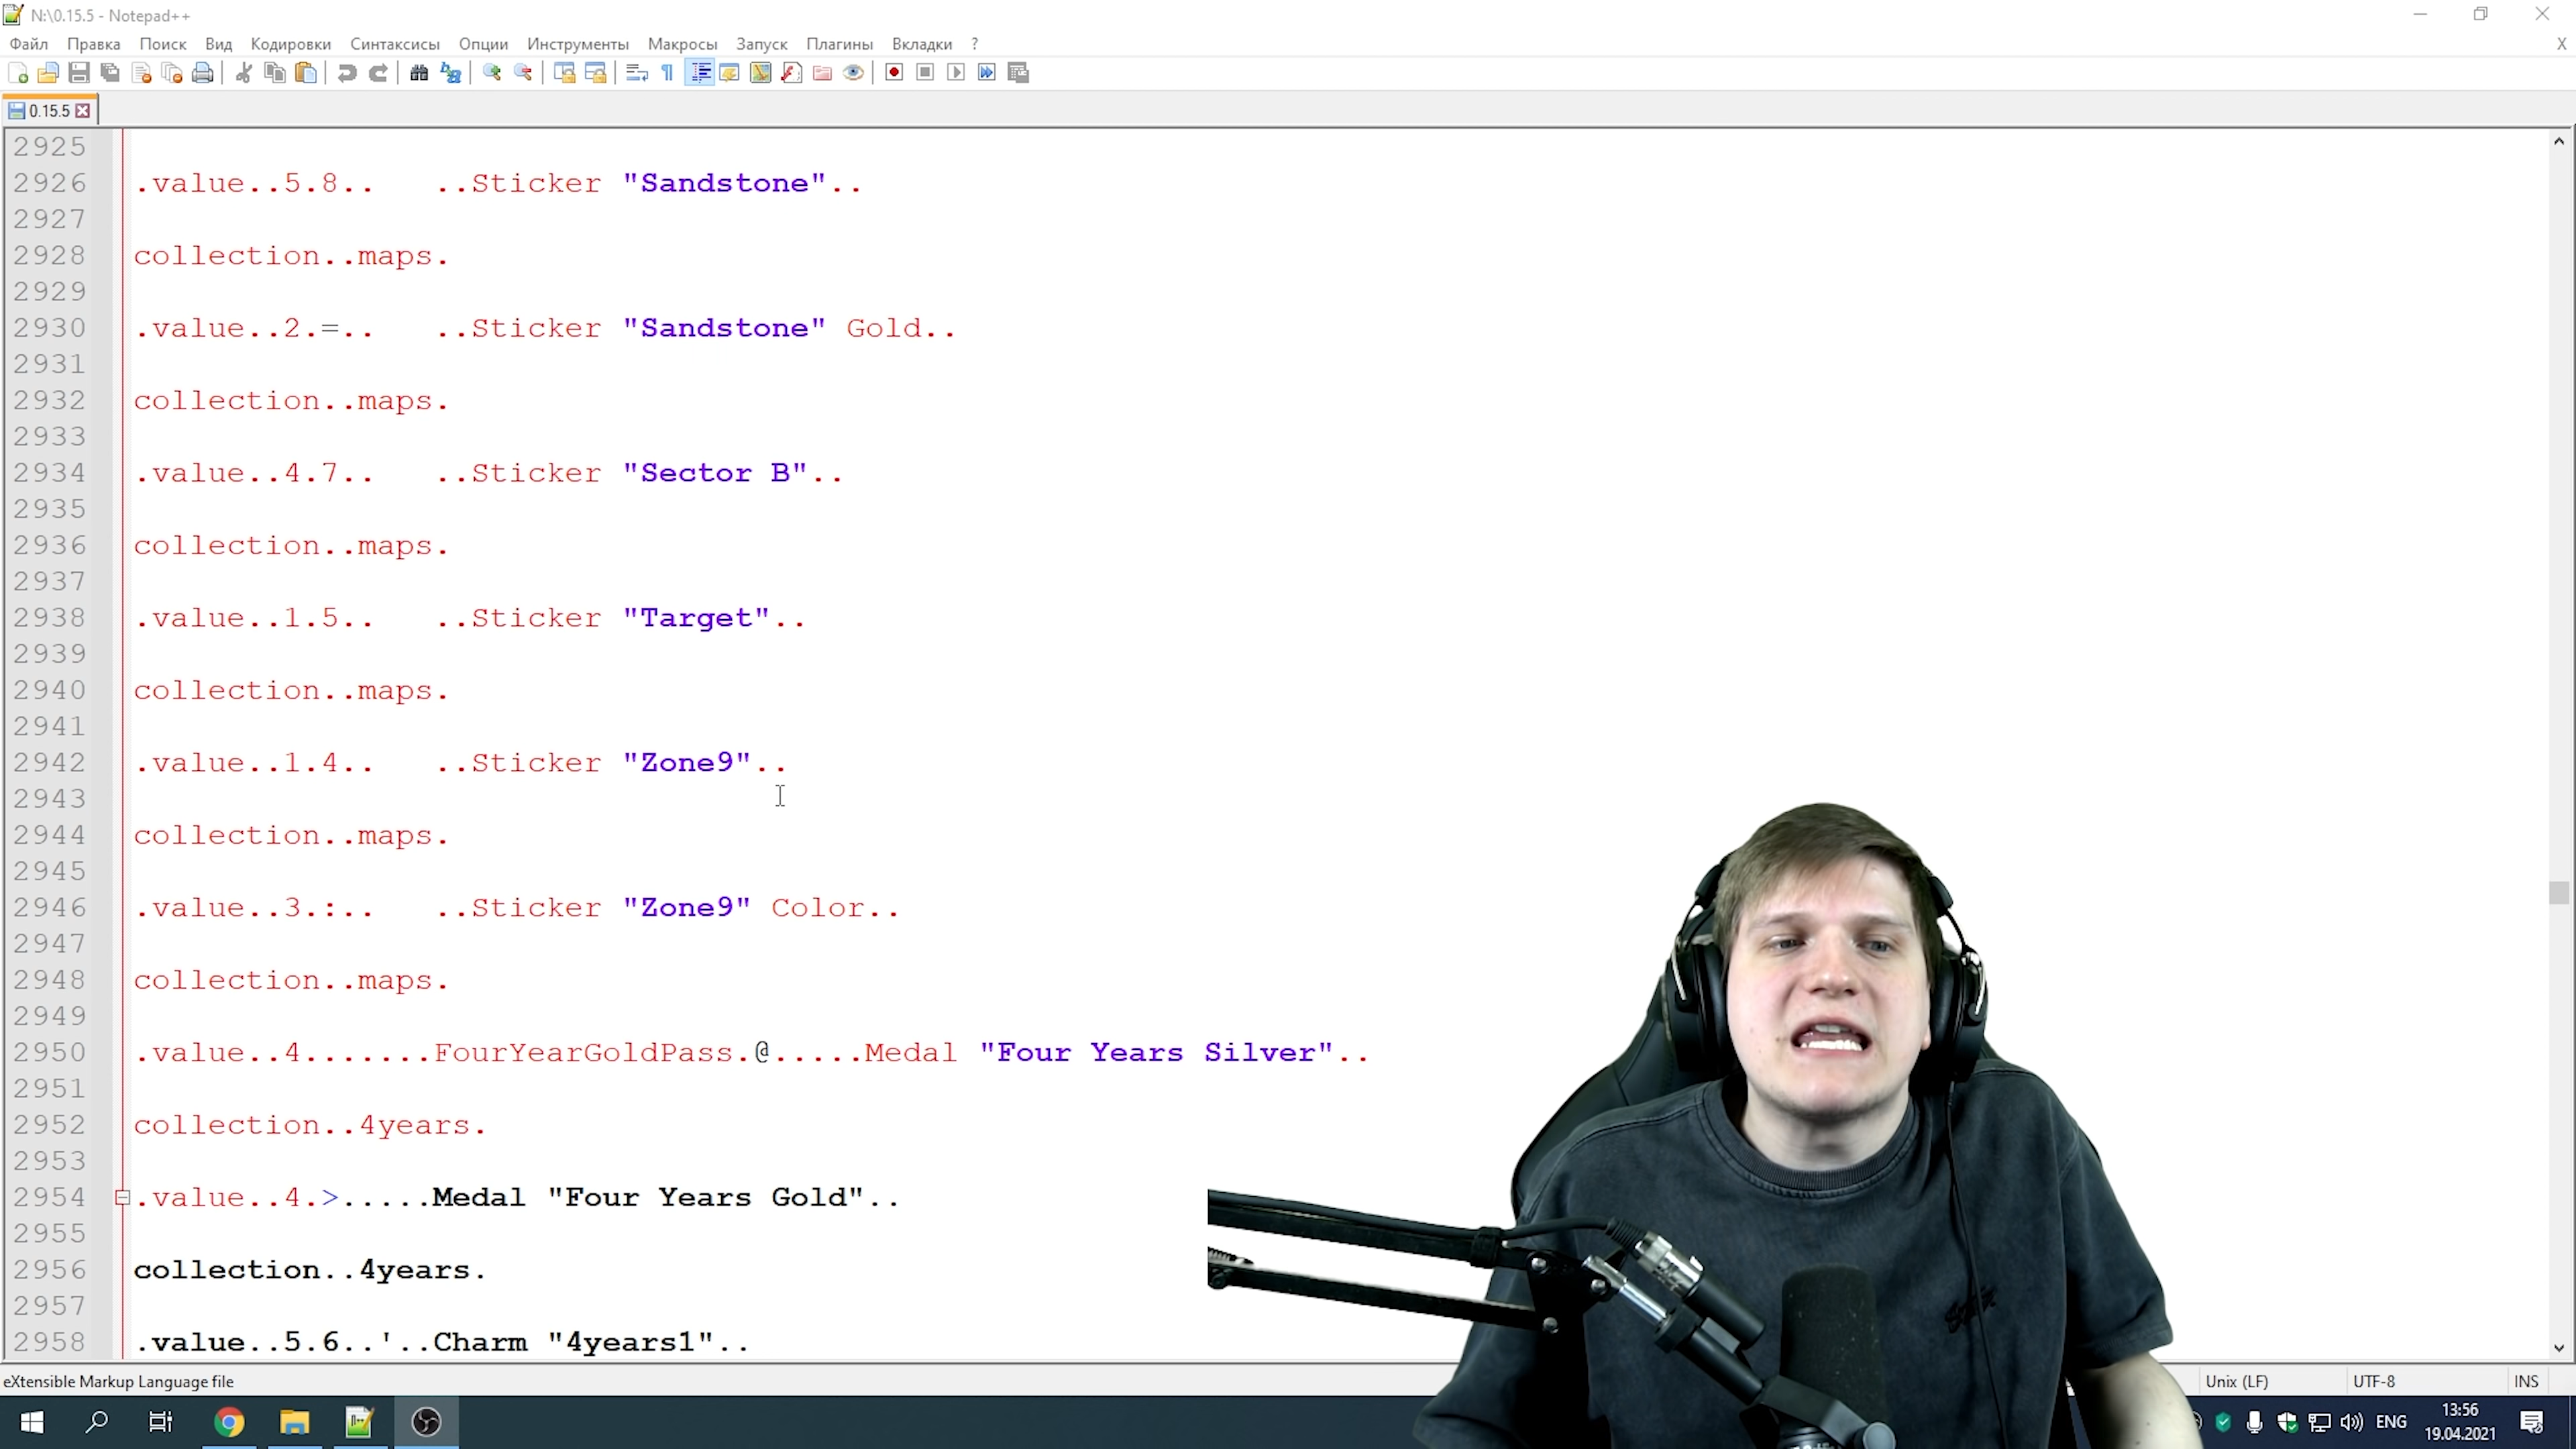 N:\0.15.5 - Notepad++
Файл Правка Поиск Вид Кодировки Синтаксисы Опции Инструменты Макросы Запуск Плагины Вкладки ? X
0.15.5
2925
2926 .value..5.8.. ..Sticker "Sandstone"..
2927
2928 collection..maps.
2929
2930 .value..2.=.. ..Sticker "Sandstone" Gold..
2931
2932 collection..maps.
2933
2934 .value..4.7.. ..Sticker "Sector B"..
2935
2936 collection..maps.
2937
2938 .value..1.5.. ..Sticker "Target"..
2939
2940 collection..maps.
2941
2942 .value..1.4.. ..Sticker "Zone9"..
2943
2944 collection..maps.
2945
2946 .value..3.:.. ..Sticker "Zone9" Color..
2947
2948 collection..maps.
2949
2950 .value..4.......FourYearGoldPass.@.....Medal "Four Years Silver"..
2951
2952 collection..4years.
2953
2954 .value..4.>.....Medal "Four Years Gold"..
2955
2956 collection..4years.
2957
2958 .value..5.6..'..Charm "4years1"..
eXtensible Markup Language file Unix (LF) UTF-8 INS
ENG 13:56
19.04.2021